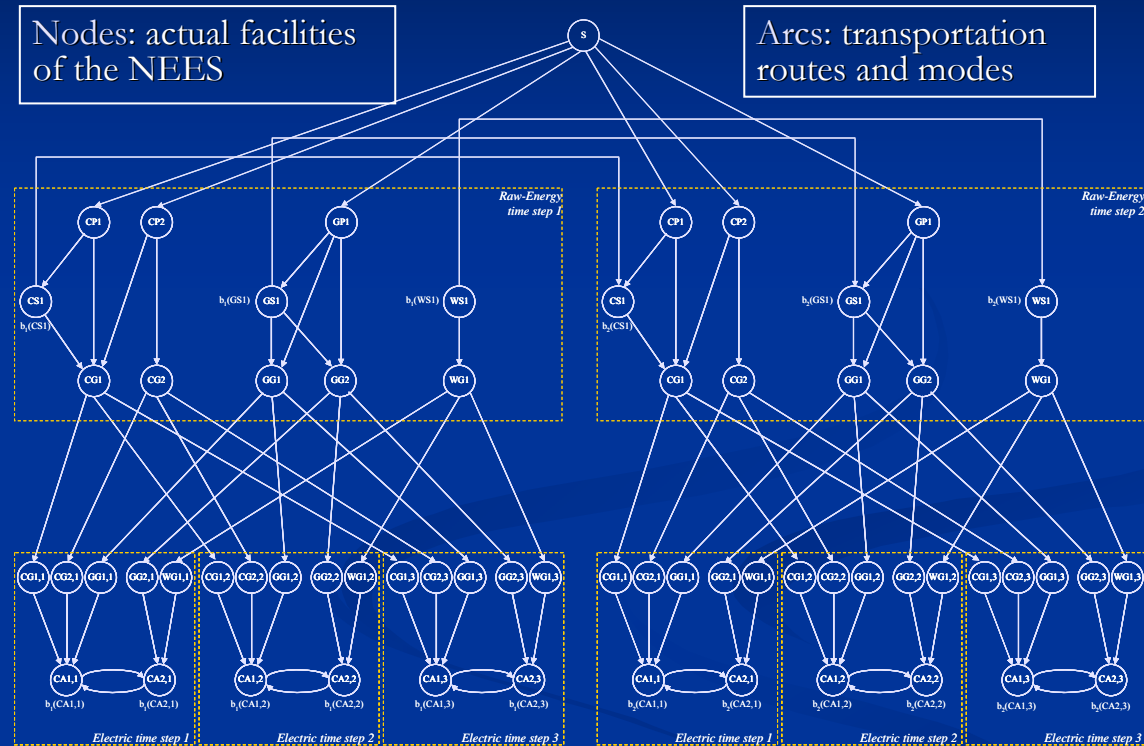 Nodes: actual facilities
of the NEES
S
Arcs: transportation
routes and modes
Raw-Energy
time step 1
Raw-Energy
time step 2
CP1 CP2 GP1 CP1 CP2 GP1
CS1 b₁(GS1) GS1 b₁(WS1) WS1 CS1 b₂(GS1) GS1 b₂(WS1) WS1
b₁(CS1) b₂(CS1)
CG1 CG2 GG1 GG2 WG1 CG1 CG2 GG1 GG2 WG1
CG1,1 CG2,1 GG1,1 GG2,1 WG1,1 CG1,2 CG2,2 GG1,2 GG2,2 WG1,2 CG1,3 CG2,3 GG1,3 GG2,3 WG1,3 CG1,1 CG2,1 GG1,1 GG2,1 WG1,1 CG1,2 CG2,2 GG1,2 GG2,2 WG1,2 CG1,3 CG2,3 GG1,3 GG2,3 WG1,3
CA1,1 CA2,1 CA1,2 CA2,2 CA1,3 CA2,3 CA1,1 CA2,1 CA1,2 CA2,2 CA1,3 CA2,3
b₁(CA1,1) b₁(CA2,1) b₁(CA1,2) b₁(CA2,2) b₁(CA1,3) b₁(CA2,3) b₂(CA1,1) b₂(CA2,1) b₂(CA1,2) b₂(CA2,2) b₂(CA1,3) b₂(CA2,3)
Electric time step 1 Electric time step 2 Electric time step 3 Electric time step 1 Electric time step 2 Electric time step 3